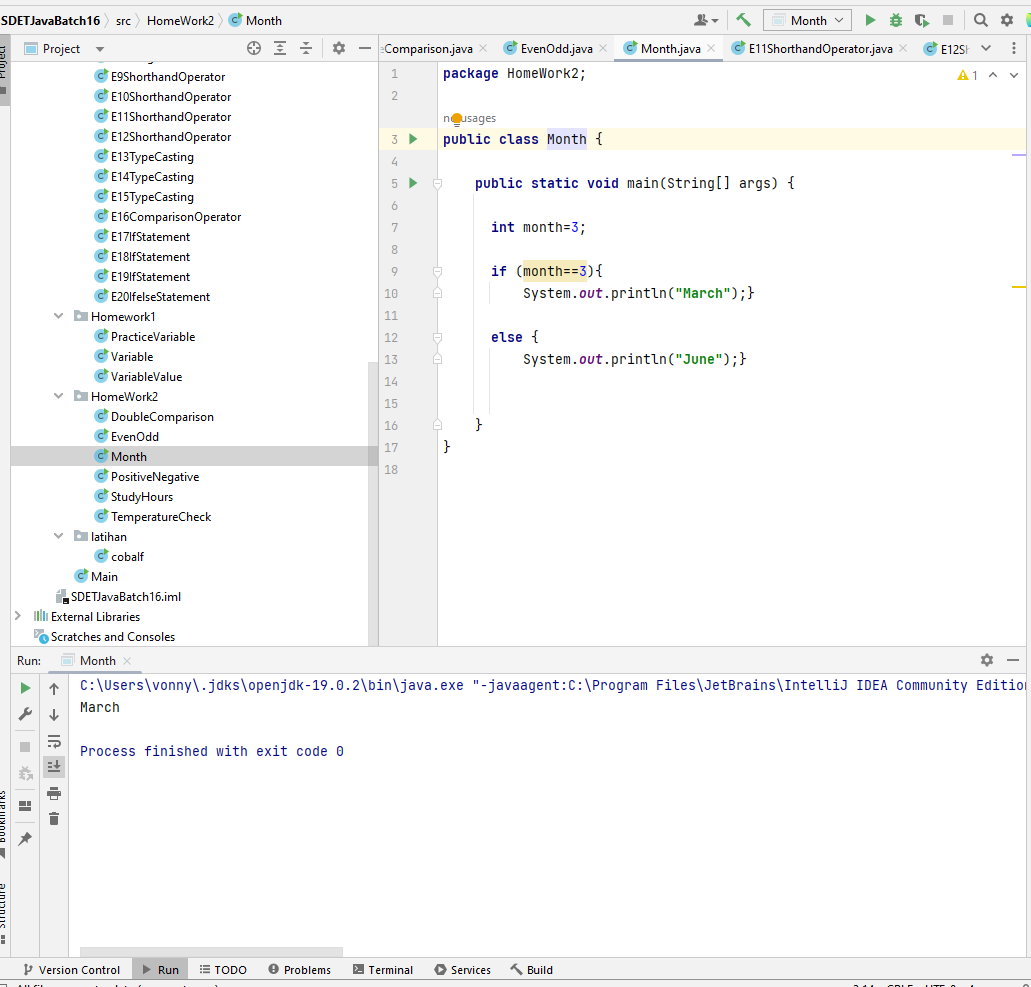 SDETJavaBatch16 src HomeWork2 Month
Month
Project
Comparison.java EvenOdd.java Month.java E11ShorthandOperator.java
E9ShorthandOperator
E10ShorthandOperator
E11ShorthandOperator
E12ShorthandOperator
E13TypeCasting
E14TypeCasting
E15TypeCasting
E16ComparisonOperator
E17IfStatement
E18IfStatement
E19IfStatement
E20IfelseStatement
Homework1
PracticeVariable
Variable
VariableValue
HomeWork2
DoubleComparison
EvenOdd
Month
PositiveNegative
StudyHours
TemperatureCheck
latihan
cobaIf
Main
SDETJavaBatch16.iml
External Libraries
Scratches and Consoles
1 package HomeWork2;
1
2
usages
3 public class Month {
4
5 public static void main(String[] args) {
6
7 int month=3;
8
9 if (month==3){
10 System.out.println("March");}
11
12 else {
13 System.out.println("June");}
14
15
16 }
17 }
18
Run: Month
C:\Users\vonny\.jdks\openjdk-19.0.2\bin\java.exe "-javaagent:C:\Program Files\JetBrains\IntelliJ IDEA Community Edition
March
Process finished with exit code 0
Structure
Version Control Run TODO Problems Terminal Services Build